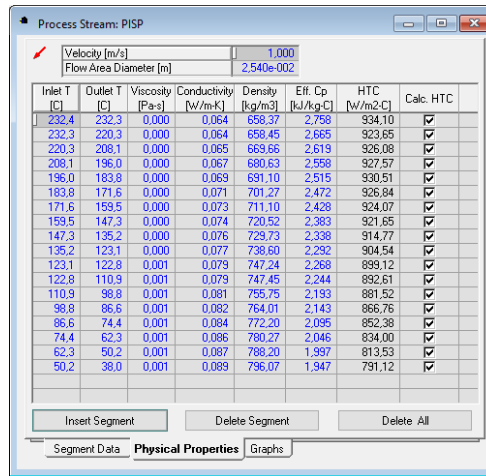 Process Stream: PISP
Velocity [m/s] 1,000
Flow Area Diameter [m] 2,540e-002
Inlet T Outlet T Viscosity Conductivity Density Eff. Cp HTC Calc. HTC
[C] [C] [Pa-s] [W/m-K] [kg/m3] [kJ/kg-C] [W/m2-C]
232,4 232,3 0,000 0,064 658,37 2,758 934,10
232,3 220,3 0,000 0,064 658,45 2,665 923,65
220,3 208,1 0,000 0,065 669,66 2,619 926,08
208,1 196,0 0,000 0,067 680,63 2,558 927,57
196,0 183,8 0,000 0,069 691,10 2,515 930,51
183,8 171,6 0,000 0,071 701,27 2,472 926,84
171,6 159,5 0,000 0,073 711,10 2,428 924,07
159,5 147,3 0,000 0,074 720,52 2,383 921,65
147,3 135,2 0,000 0,076 729,73 2,338 914,77
135,2 123,1 0,000 0,077 738,60 2,292 904,54
123,1 122,8 0,001 0,079 747,24 2,268 899,12
122,8 110,9 0,001 0,079 747,45 2,244 892,61
110,9 98,8 0,001 0,081 755,75 2,193 881,52
98,8 86,6 0,001 0,082 764,01 2,143 866,76
86,6 74,4 0,001 0,084 772,20 2,095 852,38
74,4 62,3 0,001 0,086 780,27 2,046 834,00
62,3 50,2 0,001 0,087 788,20 1,997 813,53
50,2 38,0 0,001 0,089 796,07 1,947 791,12
Insert Segment Delete Segment Delete All
Segment Data Physical Properties Graphs